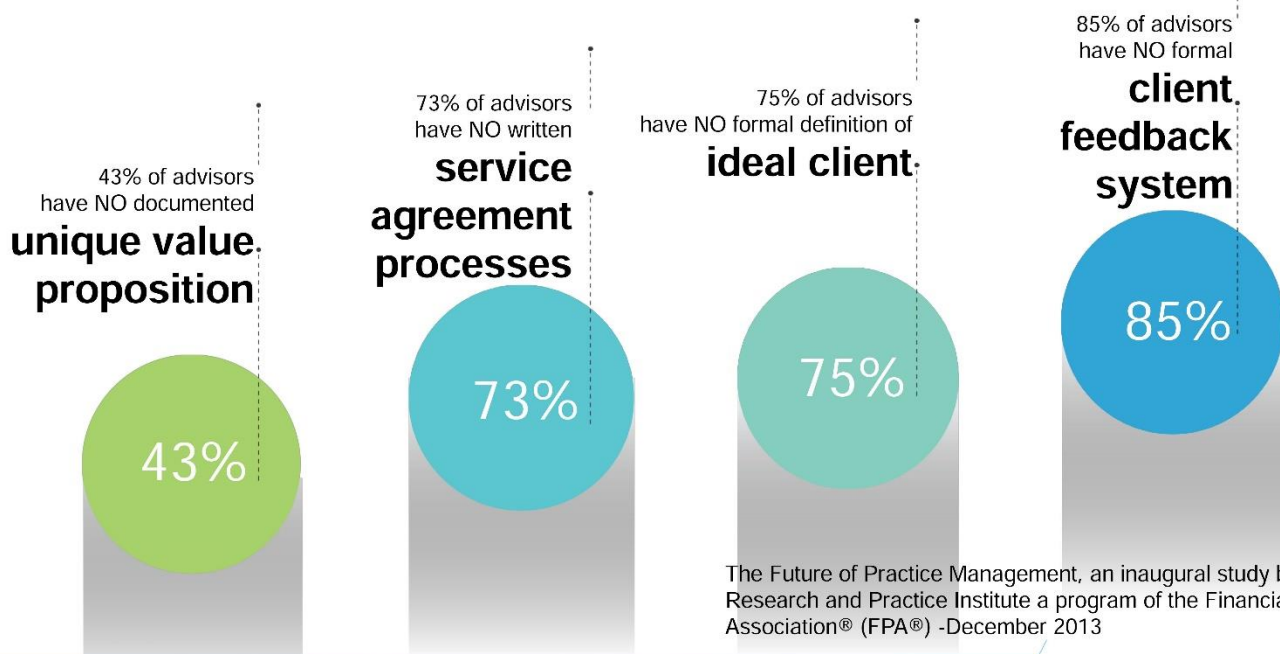 43% of advisors
have NO documented
unique value
proposition
43%
73% of advisors
have NO written
service
agreement
processes
73%
75% of advisors
have NO formal definition of
ideal client
75%
85% of advisors
have NO formal
client
feedback
system
85%
The Future of Practice Management, an inaugural study
Research and Practice Institute a program of the
Association® (FPA®) -December 2013